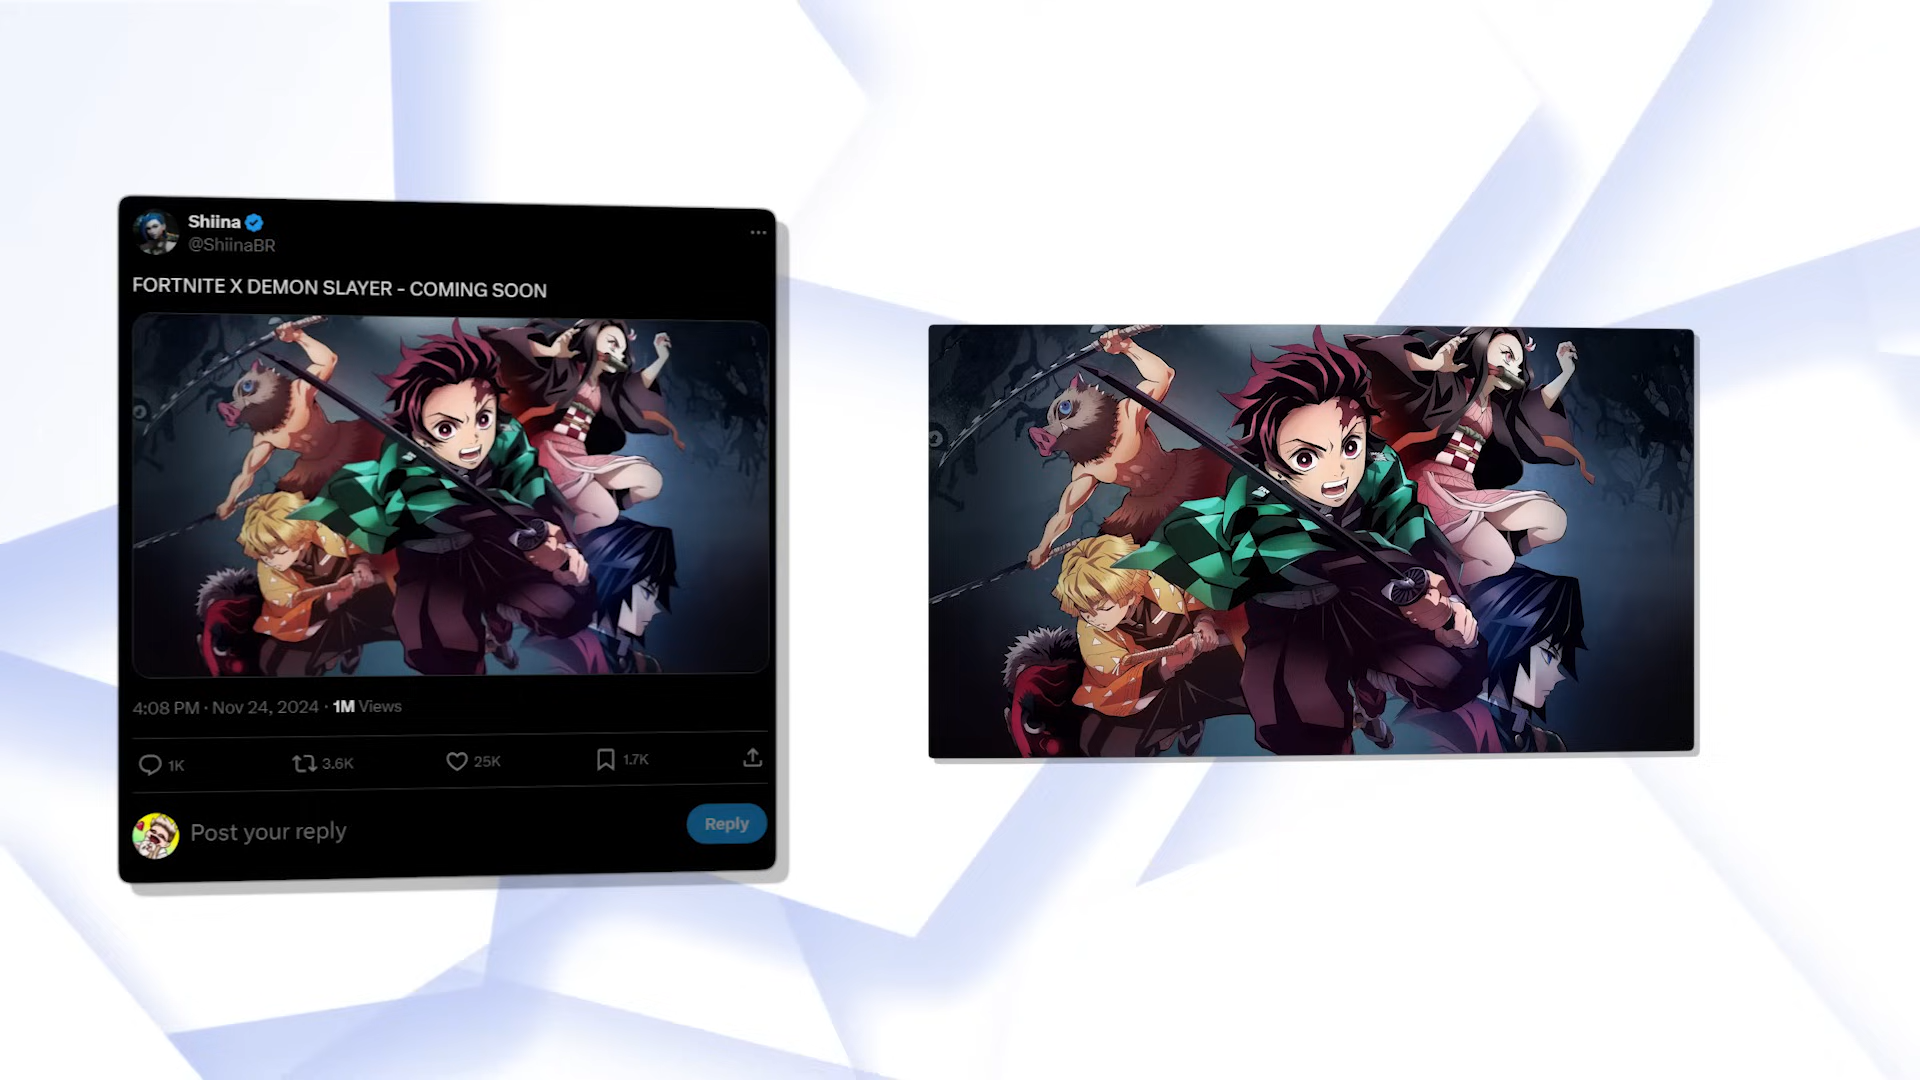 Shiina
@ShiinaBR
FORTNITE X DEMON SLAYER - COMING SOON
4:08 PM · Nov 24, 2024 · 1M Views
1K 3.6K 25K 1.7K
Post your reply
Reply